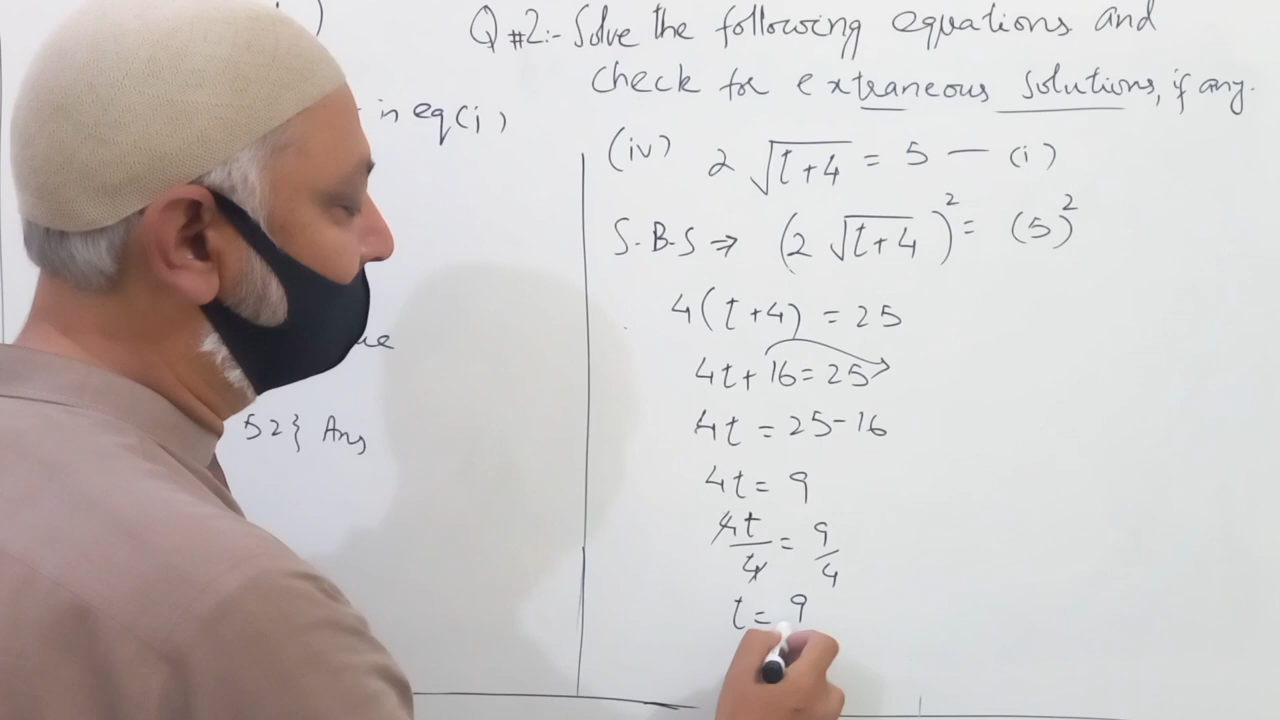 in eq(i)
52} Ans
Q #2:- Solve the following equations and
check for extraneous solutions, if any.
(iv) 2 √(t+4) = 5 — (i)
S.B.S ⇒ (2 √(t+4))² = (5)²
4(t+4) = 25
4t+16=25
4t = 25-16
4t = 9
4t/4 = 9/4
t = 9